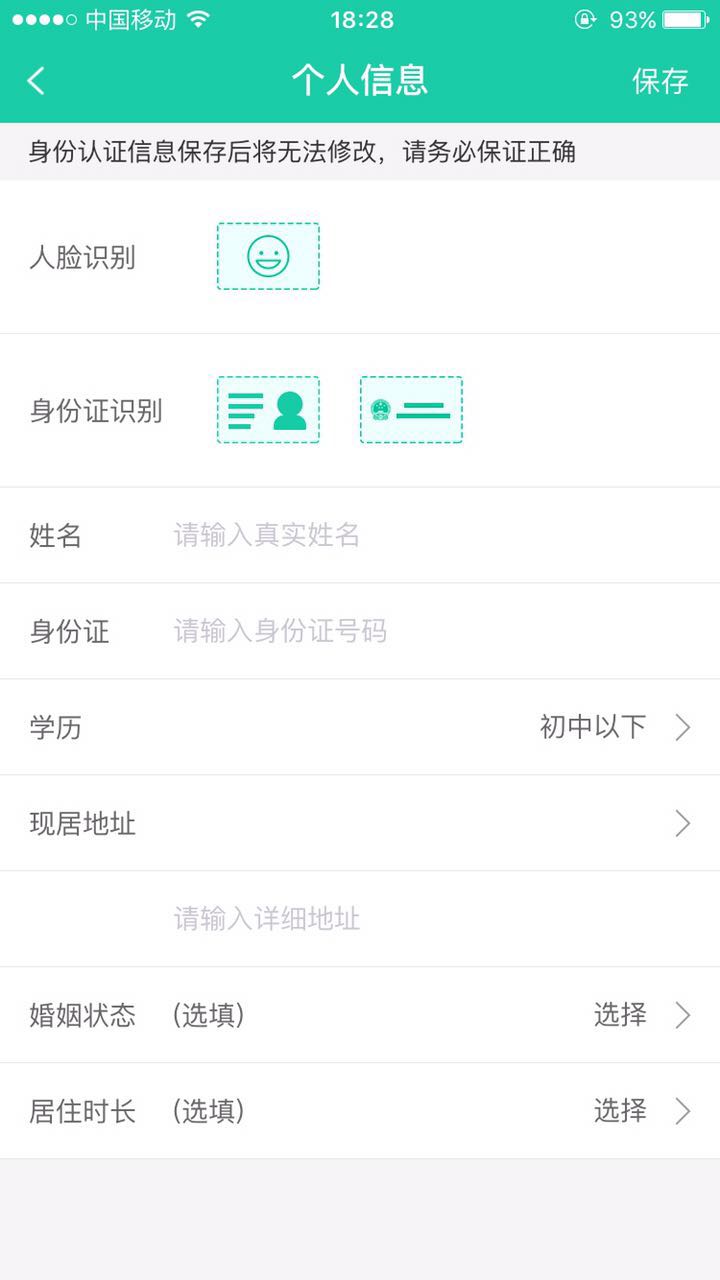 中国移动 18:28 93%
个人信息 保存
身份认证信息保存后将无法修改，请务必保证正确
人脸识别
身份证识别
姓名 请输入真实姓名
身份证 请输入身份证号码
学历 初中以下
现居地址
请输入详细地址
婚姻状态 (选填) 选择
居住时长 (选填) 选择